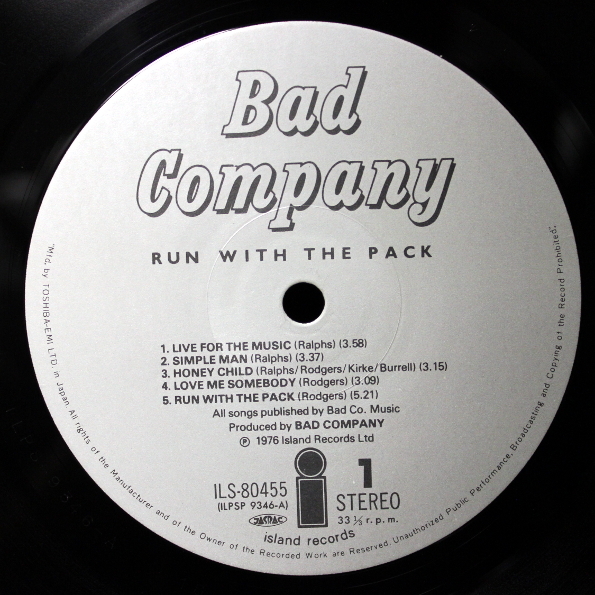 Bad
Company
RUN WITH THE PACK
1. LIVE FOR THE MUSIC (Ralphs) (3.58)
2. SIMPLE MAN (Ralphs) (3.37)
3. HONEY CHILD (Ralphs/Rodgers/Kirke/Burrell) (3.15)
4. LOVE ME SOMEBODY (Rodgers) (3.09)
5. RUN WITH THE PACK (Rodgers) (5.21)
All songs published by Bad Co. Music
Produced by BAD COMPANY
℗ 1976 Island Records Ltd
ILS-80455
(ILPSP 9346-A)
JASRAC
i
1
STEREO
33 ⅓ r.p.m.
island records
"Mfd. by TOSHIBA-EMI LTD. in Japan All rights of the Manufacturer and of the Owner of the Recorded Work are Reserved. Unauthorized Public Performance, Broadcasting and Copying of the Record Prohibited."